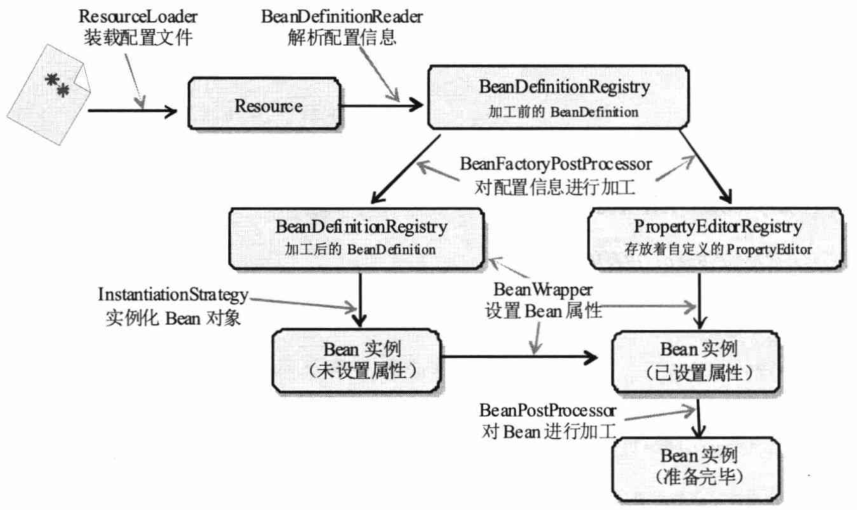 ResourceLoader
装载配置文件
BeanDefinitionReader
解析配置信息
**
Resource
BeanDefinitionRegistry
加工前的 BeanDefinition
BeanFactoryPostProcessor
对配置信息进行加工
BeanDefinitionRegistry
加工后的 BeanDefinition
PropertyEditorRegistry
存放着自定义的 PropertyEditor
InstantiationStrategy
实例化 Bean 对象
BeanWrapper
设置 Bean 属性
Bean 实例
(未设置属性)
Bean 实例
(已设置属性)
BeanPostProcessor
对 Bean 进行加工
Bean 实例
(准备完毕)